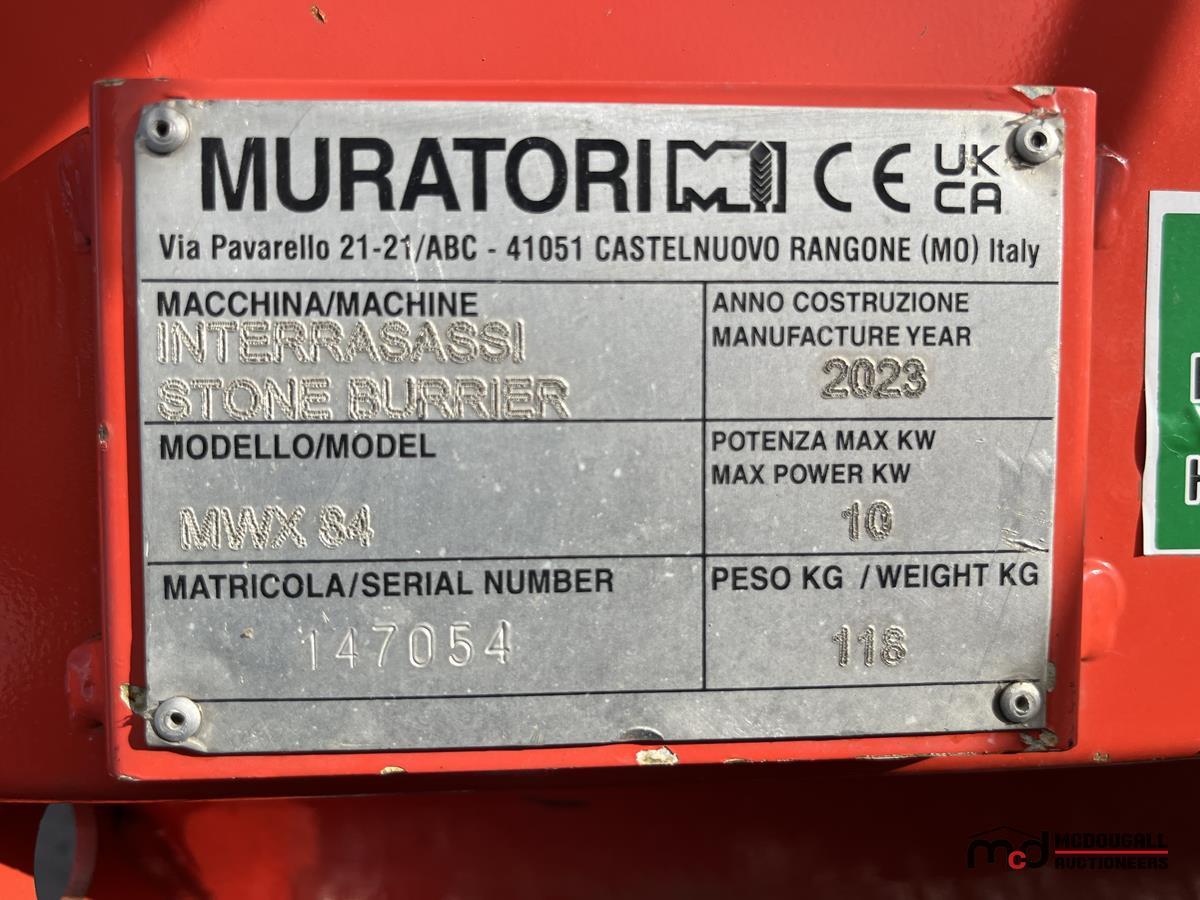 MURATORI MI CE UK CA
Via Pavarello 21-21/ABC - 41051 CASTELNUOVO RANGONE (MO) Italy
MACCHINA/MACHINE
INTERRASASSI
STONE BURRIER
ANNO COSTRUZIONE
MANUFACTURE YEAR
2023
MODELLO/MODEL
MWX 84
POTENZA MAX KW
MAX POWER KW
10
MATRICOLA/SERIAL NUMBER
147054
PESO KG / WEIGHT KG
118
mcd MCDOUGALL
AUCTIONEERS